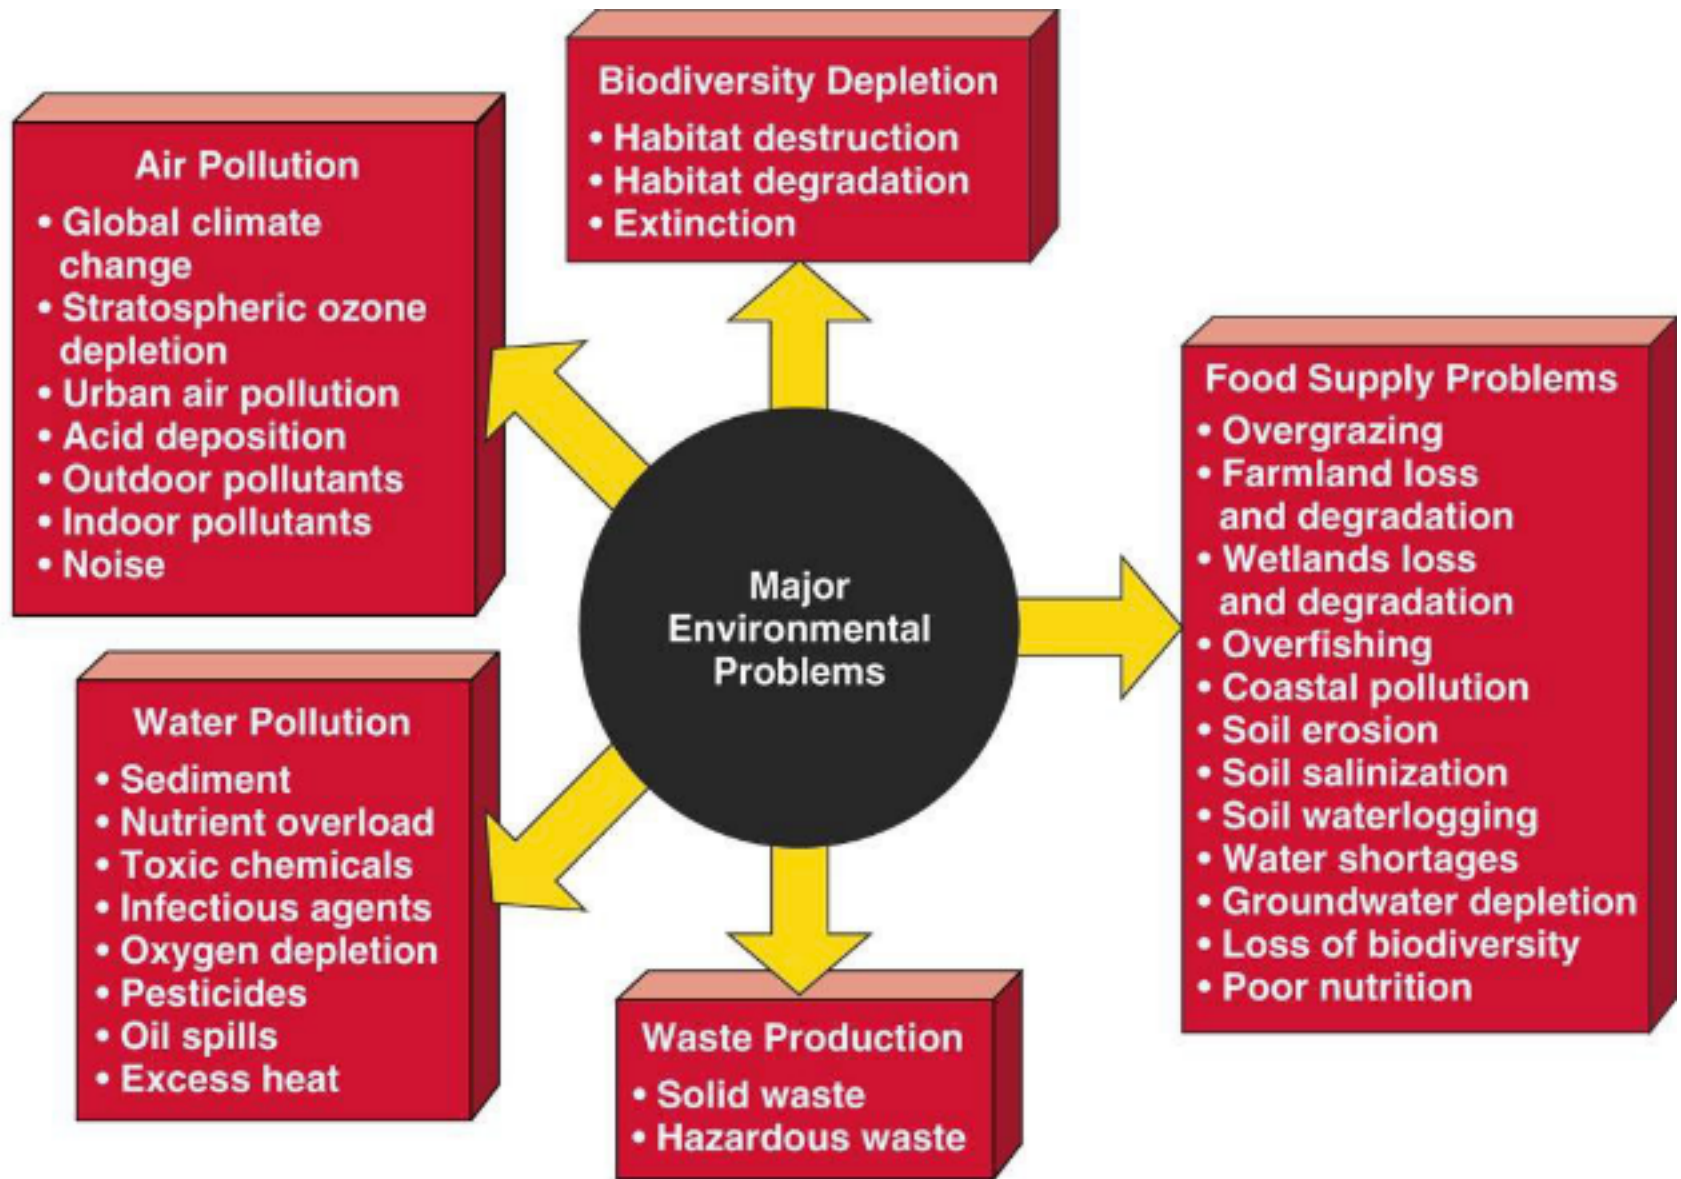 Biodiversity Depletion
• Habitat destruction
• Habitat degradation
• Extinction
Air Pollution
• Global climate
change
• Stratospheric ozone
depletion
• Urban air pollution
• Acid deposition
• Outdoor pollutants
• Indoor pollutants
• Noise
Food Supply Problems
• Overgrazing
• Farmland loss
and degradation
• Wetlands loss
and degradation
• Overfishing
• Coastal pollution
• Soil erosion
• Soil salinization
• Soil waterlogging
• Water shortages
• Groundwater depletion
• Loss of biodiversity
• Poor nutrition
Major
Environmental
Problems
Water Pollution
• Sediment
• Nutrient overload
• Toxic chemicals
• Infectious agents
• Oxygen depletion
• Pesticides
• Oil spills
• Excess heat
Waste Production
• Solid waste
• Hazardous waste